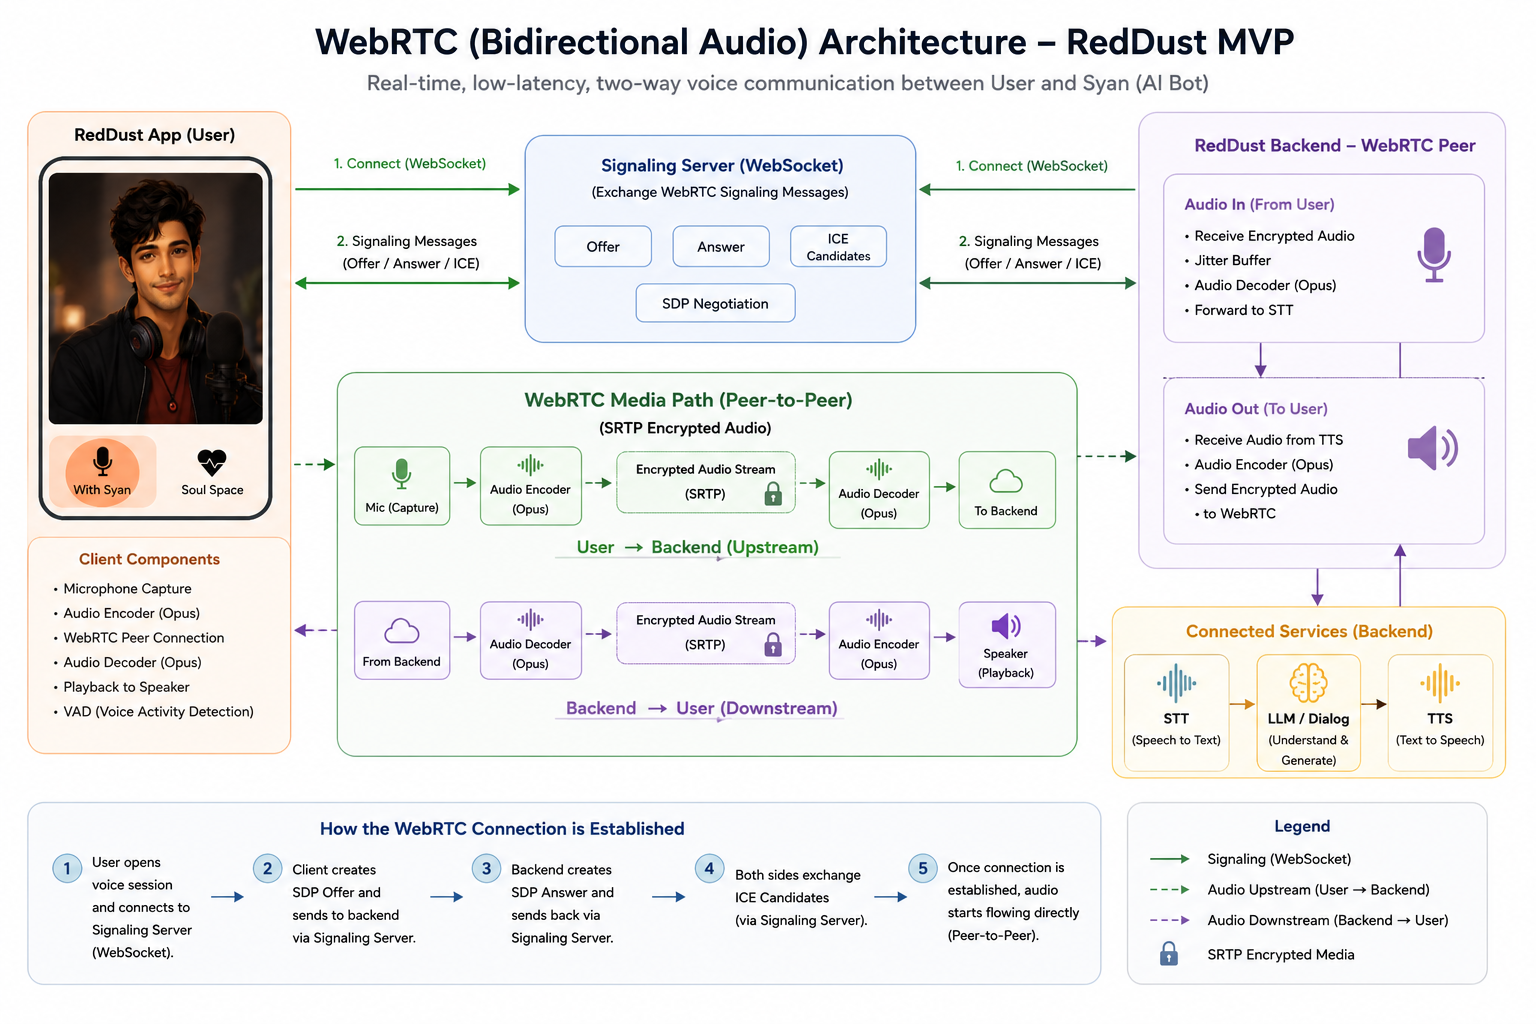 WebRTC (Bidirectional Audio) Architecture – RedDust MVP
Real-time, low-latency, two-way voice communication between User and Syan (AI Bot)
RedDust App (User)
With Syan
Soul Space
Client Components
• Microphone Capture
• Audio Encoder (Opus)
• WebRTC Peer Connection
• Audio Decoder (Opus)
• Playback to Speaker
• VAD (Voice Activity Detection)
1. Connect (WebSocket)
2. Signaling Messages
(Offer / Answer / ICE)
Signaling Server (WebSocket)
(Exchange WebRTC Signaling Messages)
Offer
Answer
ICE
Candidates
SDP Negotiation
1. Connect (WebSocket)
2. Signaling Messages
(Offer / Answer / ICE)
RedDust Backend – WebRTC Peer
Audio In (From User)
• Receive Encrypted Audio
• Jitter Buffer
• Audio Decoder (Opus)
• Forward to STT
Audio Out (To User)
• Receive Audio from TTS
• Audio Encoder (Opus)
• Send Encrypted Audio
• to WebRTC
WebRTC Media Path (Peer-to-Peer)
(SRTP Encrypted Audio)
Mic (Capture)
Audio Encoder
(Opus)
Encrypted Audio Stream
(SRTP)
Audio Decoder
(Opus)
To Backend
User → Backend (Upstream)
From Backend
Audio Decoder
(Opus)
Encrypted Audio Stream
(SRTP)
Audio Encoder
(Opus)
Speaker
(Playback)
Backend → User (Downstream)
Connected Services (Backend)
STT
(Speech to Text)
LLM / Dialog
(Understand &
Generate)
TTS
(Text to Speech)
How the WebRTC Connection is Established
1
User opens
voice session
and connects to
Signaling Server
(WebSocket).
2
Client creates
SDP Offer and
sends to backend
via Signaling Server.
3
Backend creates
SDP Answer and
sends back via
Signaling Server.
4
Both sides exchange
ICE Candidates
(via Signaling Server).
5
Once connection is
established, audio
starts flowing directly
(Peer-to-Peer).
Legend
Signaling (WebSocket)
Audio Upstream (User → Backend)
Audio Downstream (Backend → User)
SRTP Encrypted Media